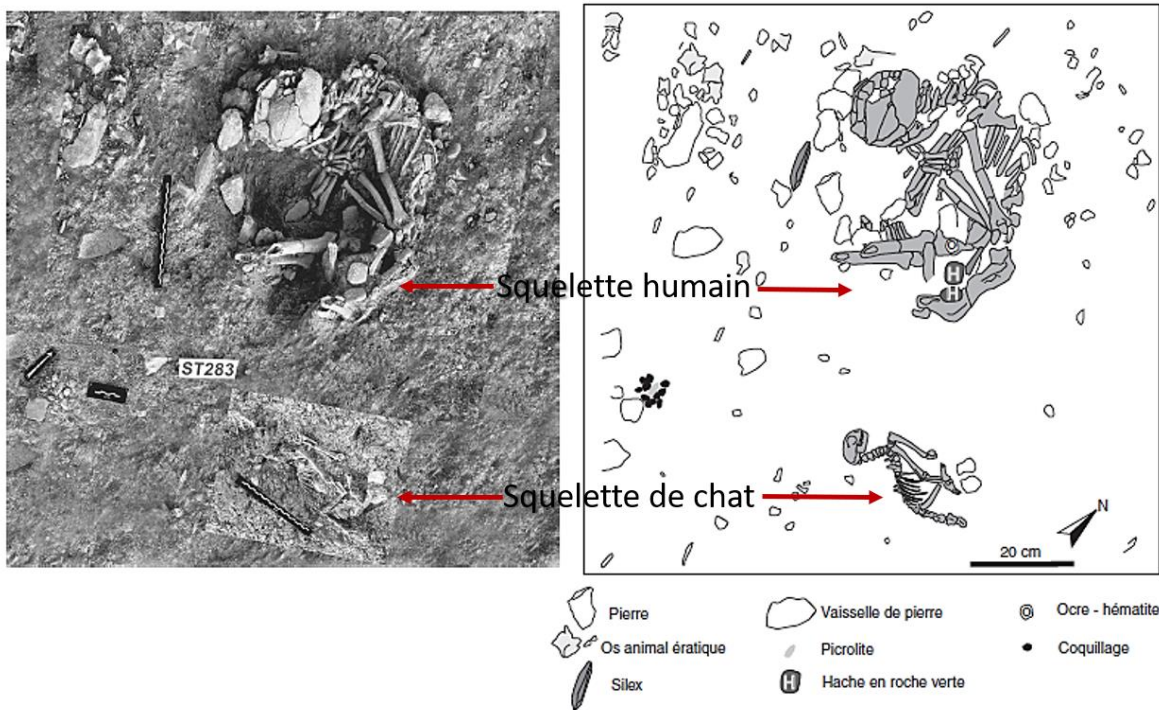 Squelette humain
ST283
Squelette de chat
N
20 cm
H
H
Pierre
Vaisselle de pierre
Ocre - hématite
Os animal ératique
Picrolite
Coquillage
Silex
H
Hache en roche verte